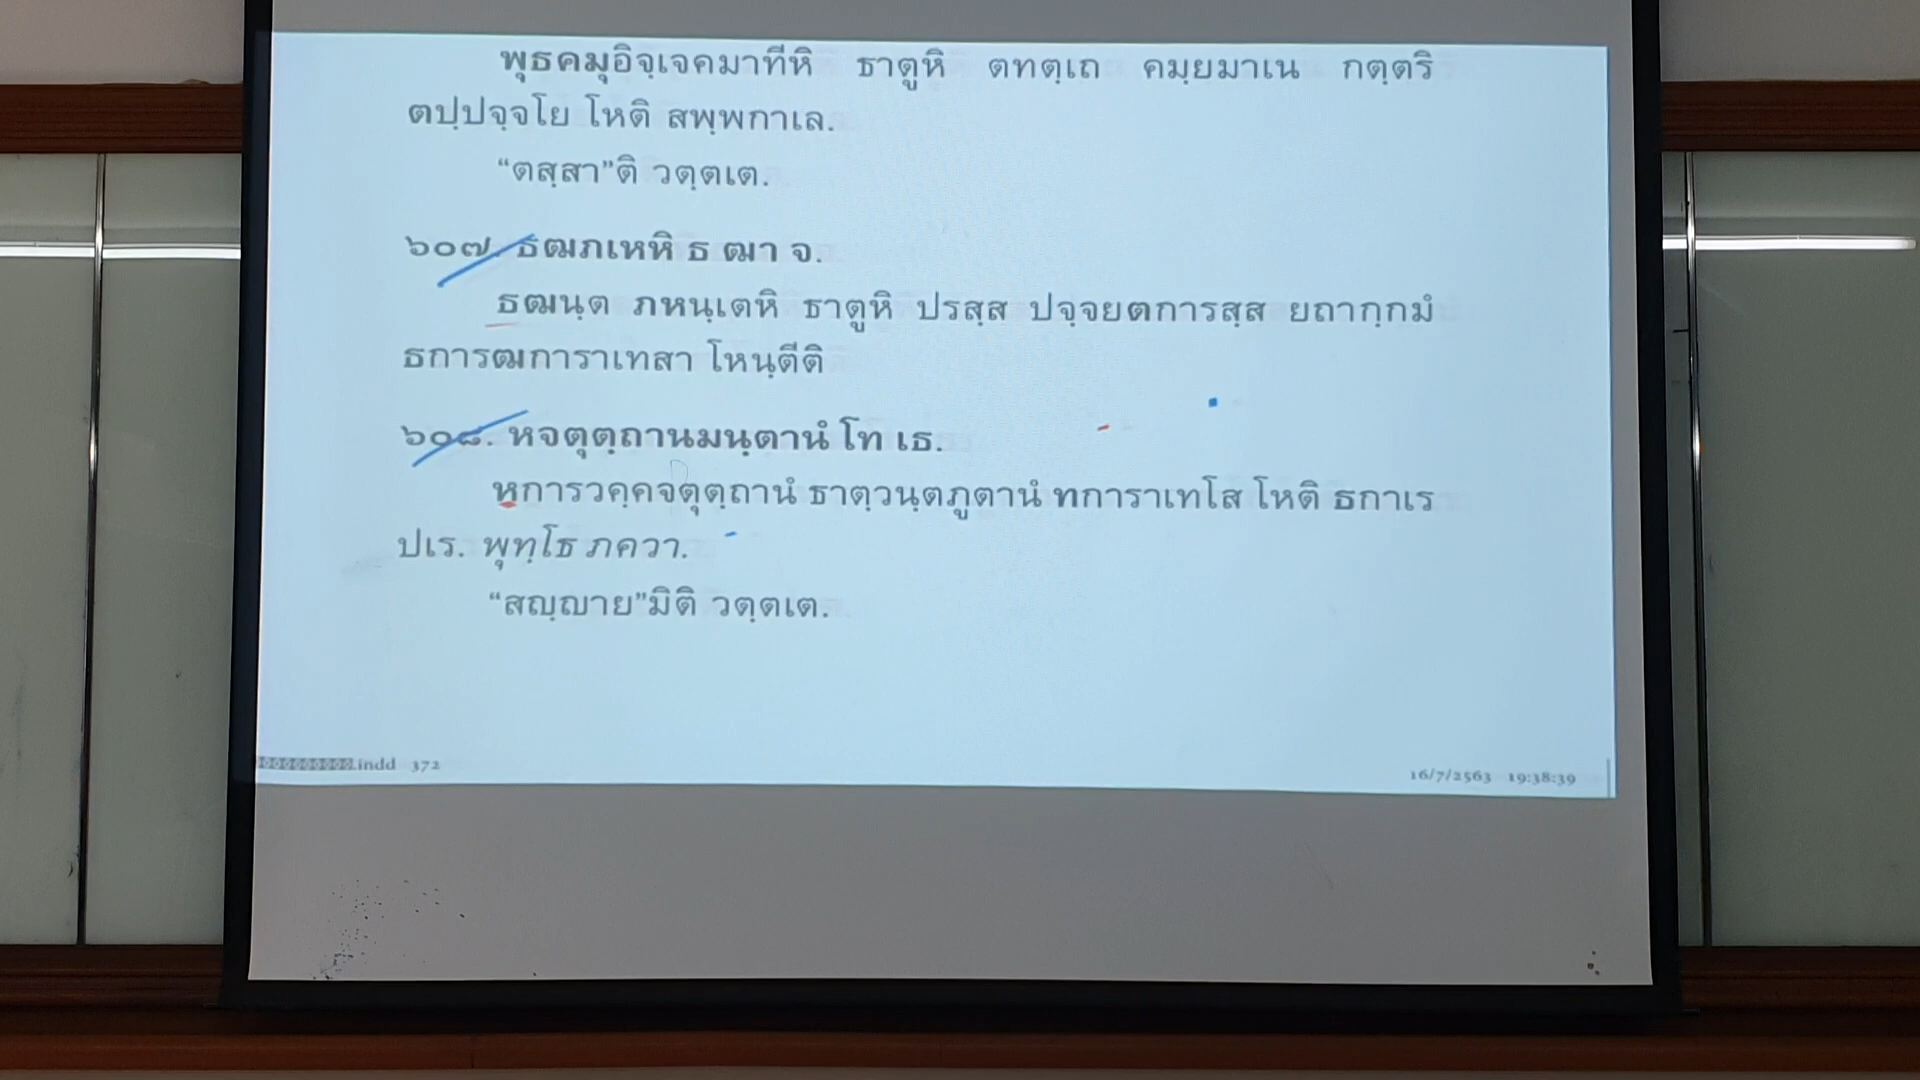 พุธคมุอิจฺเจคมาทีหิ ธาตูหิ ตทตฺเถ คมฺยมาเน กตฺตริ
ตปฺปจฺจโย โหติ สพฺพกาเล.
“ตสฺสา”ติ วตฺตเต.
๖๐๗. ธฒภเหหิ ธ ฒา จ.
ธฒนฺต ภหนฺเตหิ ธาตูหิ ปรสฺส ปจฺจยตการสฺส ยถากฺกมํ
ธการฒการาเทสา โหนฺตีติ
๖๐๘. หจตุตฺถานมนฺตานํ โท เธ.
หการวคฺคจตุตฺถานํ ธาตฺวนฺตภูตานํ ทการาเทโส โหติ ธกาเร
ปเร. พุทฺโธ ภควา.
“สญฺญาย”มิติ วตฺตเต.
.indd 372
16/7/2563 19:38:39